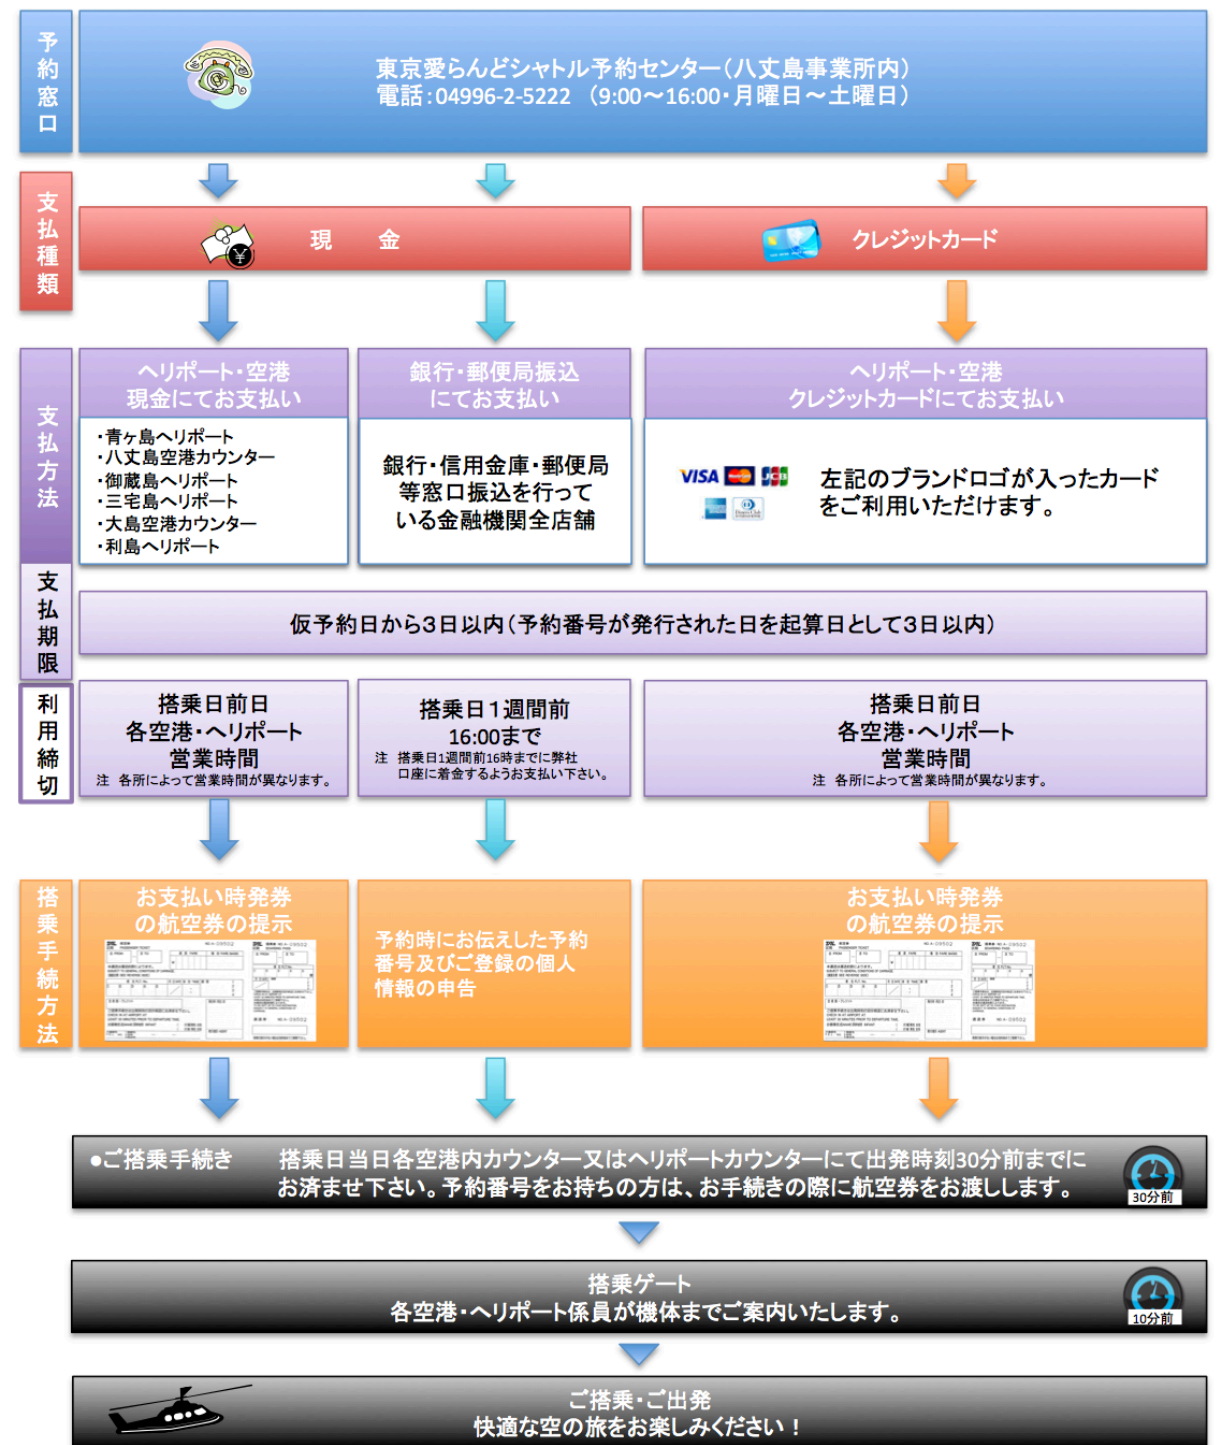 予約窓口
東京愛らんどシャトル予約センター(八丈島事業所内)
電話:04996-2-5222 (9:00〜16:00・月曜日〜土曜日)
支払種類
現 金
クレジットカード
支払方法
ヘリポート・空港
現金にてお支払い
・青ヶ島ヘリポート
・八丈島空港カウンター
・御蔵島ヘリポート
・三宅島ヘリポート
・大島空港カウンター
・利島ヘリポート
銀行・郵便局振込
にてお支払い
銀行・信用金庫・郵便局
等窓口振込を行って
いる金融機関全店舗
ヘリポート・空港
クレジットカードにてお支払い
VISA
JCB
左記のブランドロゴが入ったカード
をご利用いただけます。
支払期限
仮予約日から3日以内(予約番号が発行された日を起算日として3日以内)
利用締切
搭乗日前日
各空港・ヘリポート
営業時間
注 各所によって営業時間が異なります。
搭乗日1週間前
16:00まで
注 搭乗日1週間前16時までに弊社
口座に着金するようお支払い下さい。
搭乗日前日
各空港・ヘリポート
営業時間
注 各所によって営業時間が異なります。
搭乗手続方法
お支払い時発券
の航空券の提示
予約時にお伝えした予約
番号及びご登録の個人
情報の申告
お支払い時発券
の航空券の提示
●ご搭乗手続き 搭乗日当日各空港内カウンター又はヘリポートカウンターにて出発時刻30分前までに
お済ませ下さい。予約番号をお持ちの方は、お手続きの際に航空券をお渡しします。
30分前
搭乗ゲート
各空港・ヘリポート係員が機体までご案内いたします。
10分前
ご搭乗・ご出発
快適な空の旅をお楽しみください!